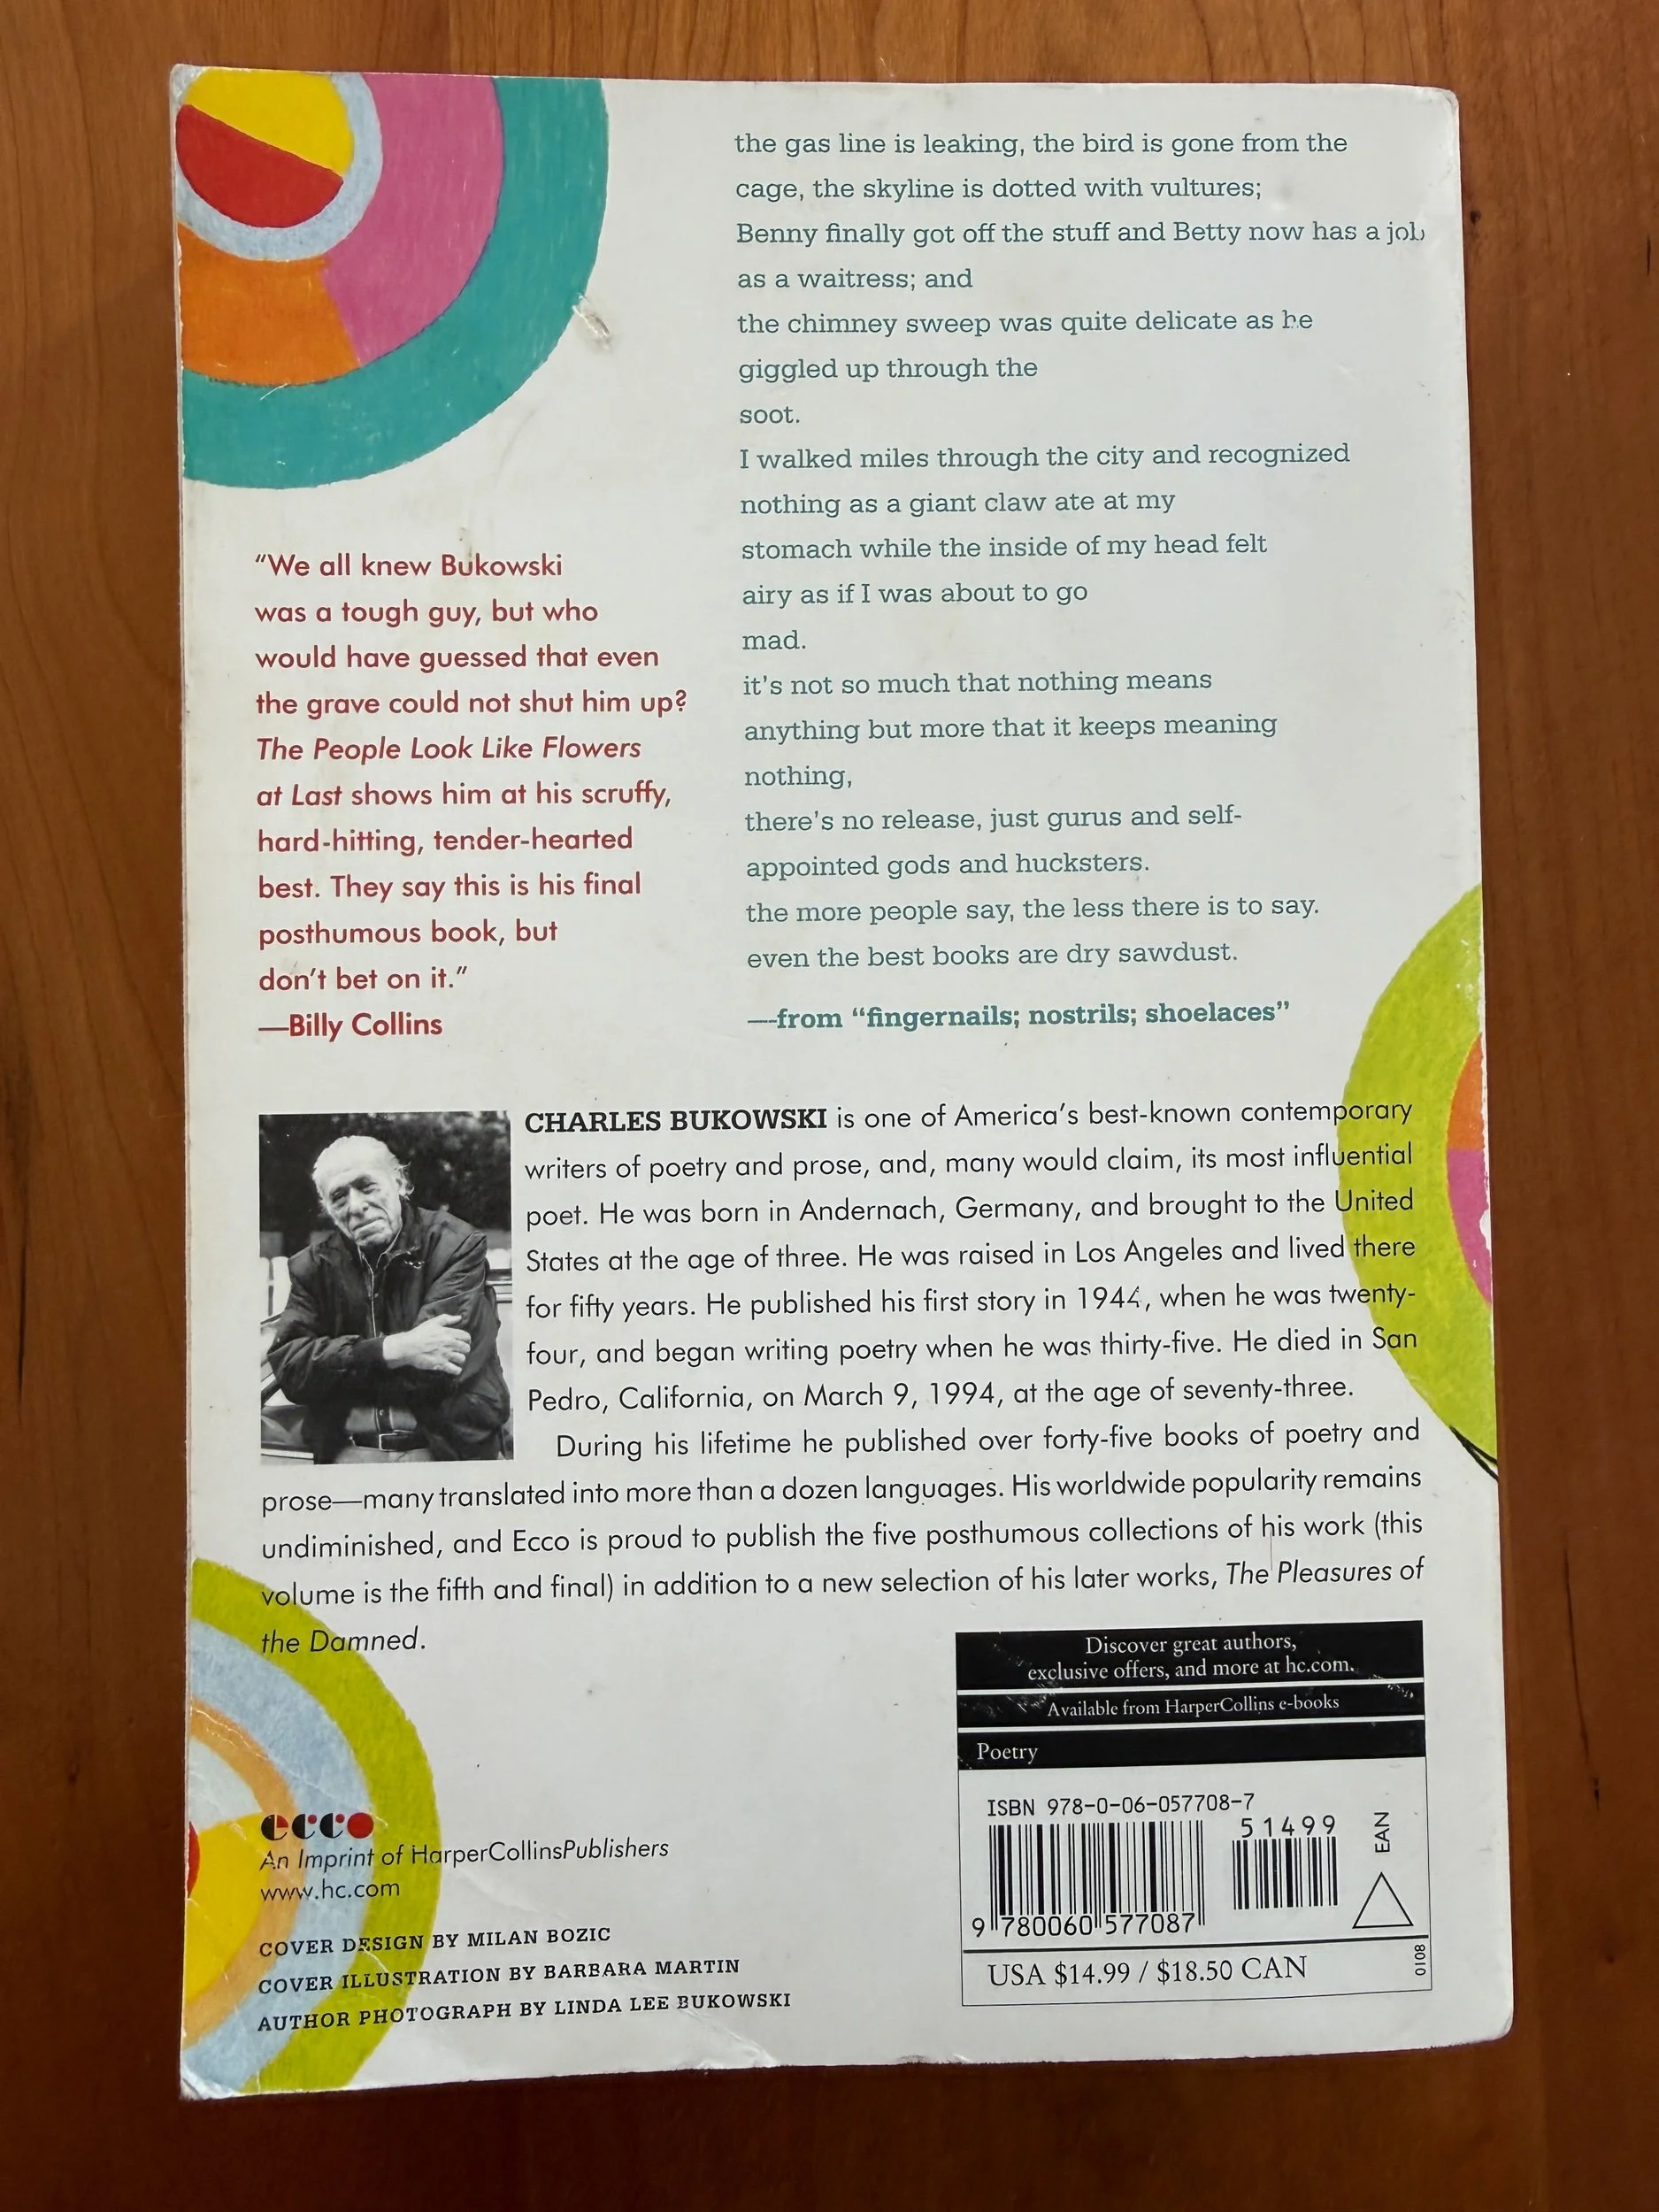 the gas line is leaking, the bird is gone from the
cage, the skyline is dotted with vultures;
Benny finally got off the stuff and Betty now has a job
as a waitress; and
the chimney sweep was quite delicate as he
giggled up through the
soot.
I walked miles through the city and recognized
nothing as a giant claw ate at my
stomach while the inside of my head felt
airy as if I was about to go
mad.
it's not so much that nothing means
anything but more that it keeps meaning
nothing,
there's no release, just gurus and self-
appointed gods and hucksters.
the more people say, the less there is to say.
even the best books are dry sawdust.
—from “fingernails; nostrils; shoelaces”
“We all knew Bukowski
was a tough guy, but who
would have guessed that even
the grave could not shut him up?
The People Look Like Flowers
at Last shows him at his scruffy,
hard-hitting, tender-hearted
best. They say this is his final
posthumous book, but
don't bet on it.”
—Billy Collins
CHARLES BUKOWSKI is one of America's best-known contemporary
writers of poetry and prose, and, many would claim, its most influential
poet. He was born in Andernach, Germany, and brought to the United
States at the age of three. He was raised in Los Angeles and lived there
for fifty years. He published his first story in 1944, when he was twenty-
four, and began writing poetry when he was thirty-five. He died in San
Pedro, California, on March 9, 1994, at the age of seventy-three.
During his lifetime he published over forty-five books of poetry and
prose—many translated into more than a dozen languages. His worldwide popularity remains
undiminished, and Ecco is proud to publish the five posthumous collections of his work (this
volume is the fifth and final) in addition to a new selection of his later works, The Pleasures of
the Damned.
ecco
An Imprint of HarperCollinsPublishers
www.hc.com
COVER DESIGN BY MILAN BOZIC
COVER ILLUSTRATION BY BARBARA MARTIN
AUTHOR PHOTOGRAPH BY LINDA LEE BUKOWSKI
Discover great authors,
exclusive offers, and more at hc.com.
Available from HarperCollins e-books
Poetry
ISBN 978-0-06-057708-7
51499
EAN
9 780060 577087
USA $14.99 / $18.50 CAN
0108